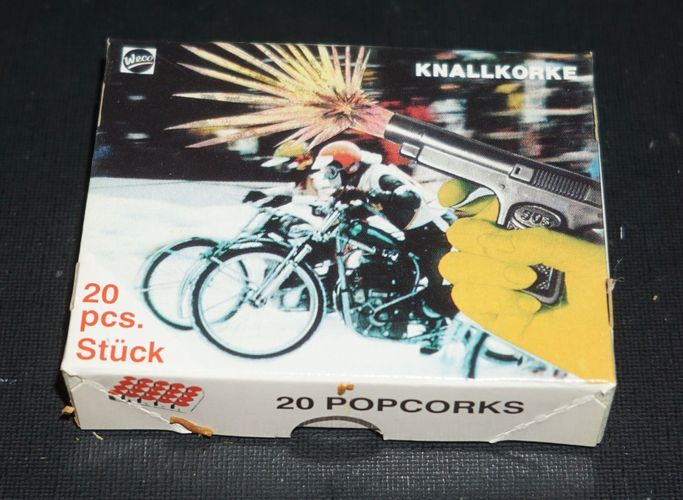 Weco
KNALLKORKE
20
pcs.
Stück
20 POPCORKS